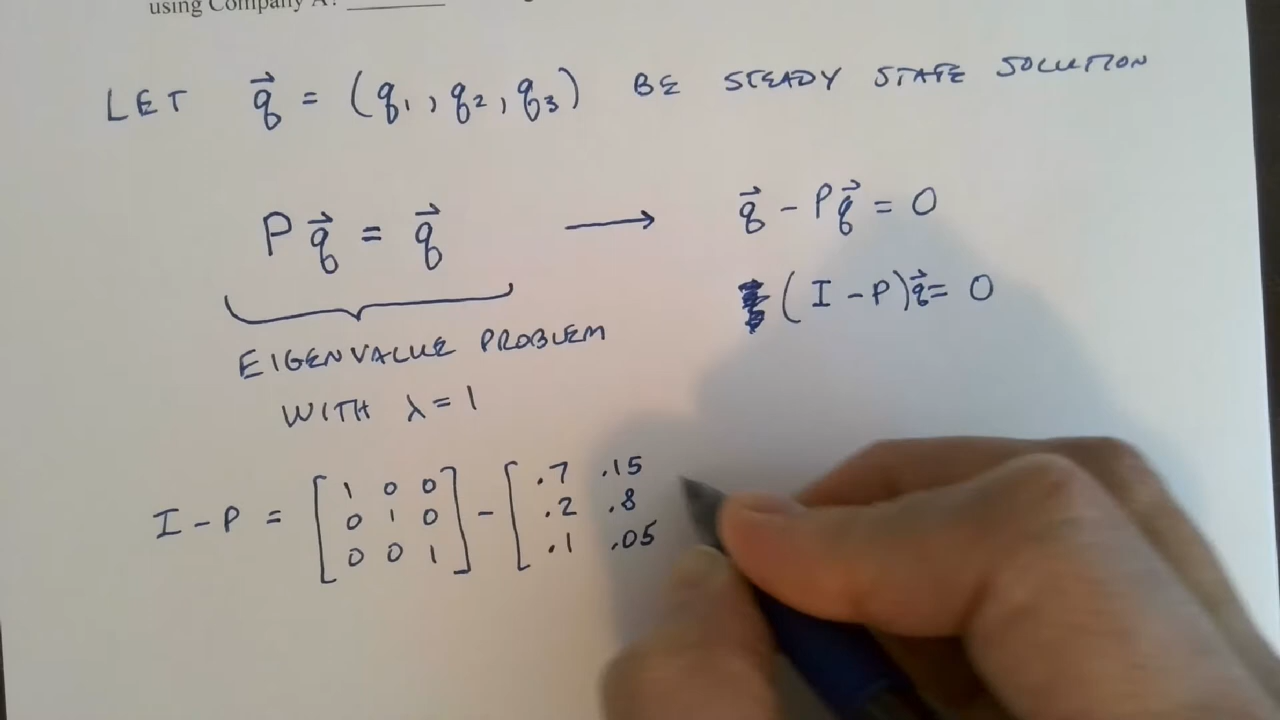 using Company A? ________
LET q⃗ = (q₁, q₂, q₃) BE STEADY STATE SOLUTION
Pq⃗ = q⃗ ⟶ q⃗ - Pq⃗ = 0
(I - P)q⃗ = 0
EIGENVALUE PROBLEM
WITH λ = 1
I - P = [1 0 0] - [.7 .15
0 1 0 .2 .8
0 0 1 .1 .05